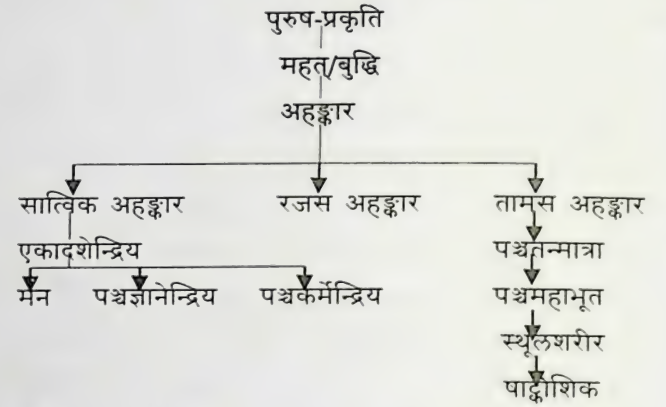 पुरुष-प्रकृति
महत्/बुद्धि
अहङ्कार
सात्विक अहङ्कार रजस अहङ्कार तामस अहङ्कार
एकादशेन्द्रिय पञ्चतन्मात्रा
मन पञ्चज्ञानेन्द्रिय पञ्चकर्मेन्द्रिय पञ्चमहाभूत
स्थूलशरीर
षाट्कोशिक